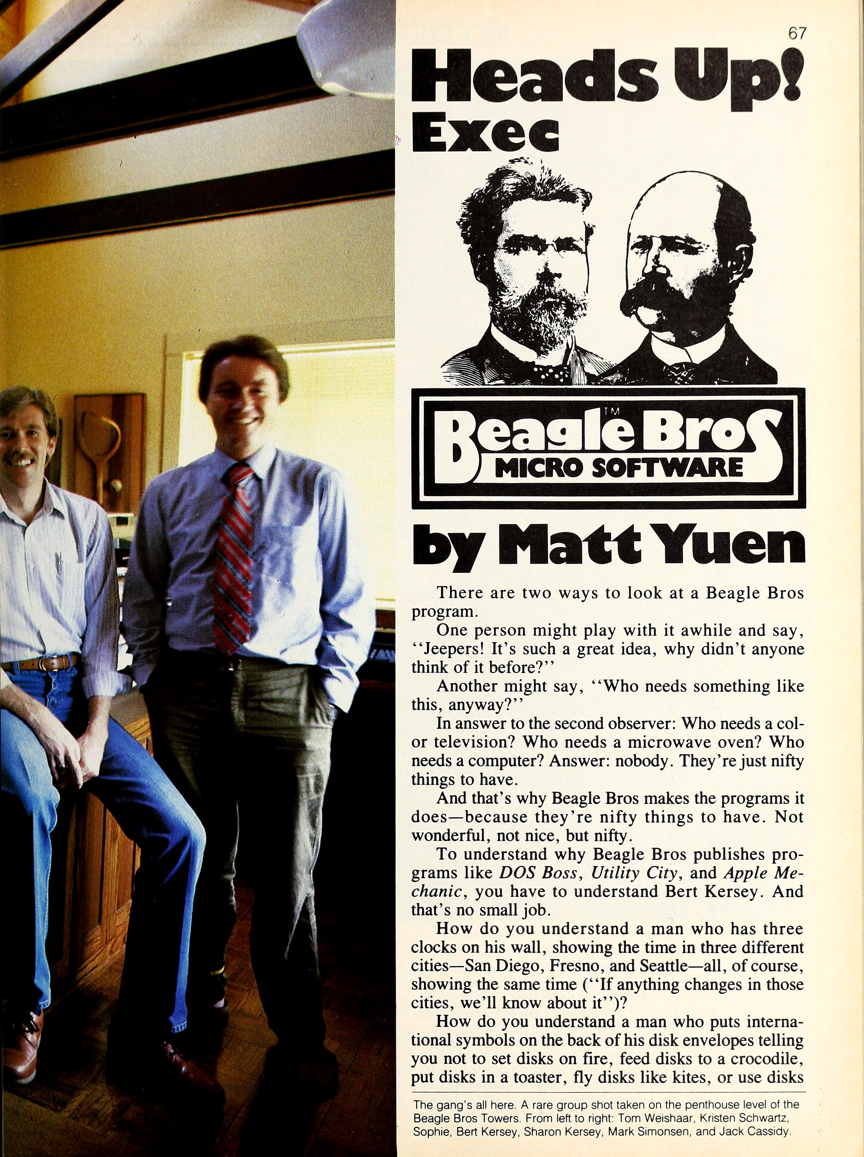 67
Heads Up!
Exec
Beagle Bros
TM
MICRO SOFTWARE
by Matt Yuen
There are two ways to look at a Beagle Bros
program.
One person might play with it awhile and say,
‘‘Jeepers! It’s such a great idea, why didn’t anyone
think of it before?’’
Another might say, ‘‘Who needs something like
this, anyway?’’
In answer to the second observer: Who needs a col-
or television? Who needs a microwave oven? Who
needs a computer? Answer: nobody. They’re just nifty
things to have.
And that’s why Beagle Bros makes the programs it
does—because they’re nifty things to have. Not
wonderful, not nice, but nifty.
To understand why Beagle Bros publishes pro-
grams like DOS Boss, Utility City, and Apple Me-
chanic, you have to understand Bert Kersey. And
that’s no small job.
How do you understand a man who has three
clocks on his wall, showing the time in three different
cities—San Diego, Fresno, and Seattle—all, of course,
showing the same time (‘‘If anything changes in those
cities, we’ll know about it’’)?
How do you understand a man who puts interna-
tional symbols on the back of his disk envelopes telling
you not to set disks on fire, feed disks to a crocodile,
put disks in a toaster, fly disks like kites, or use disks
The gang’s all here. A rare group shot taken on the penthouse level of the
Beagle Bros Towers. From left to right: Tom Weishaar, Kristen Schwartz,
Sophie, Bert Kersey, Sharon Kersey, Mark Simonsen, and Jack Cassidy.